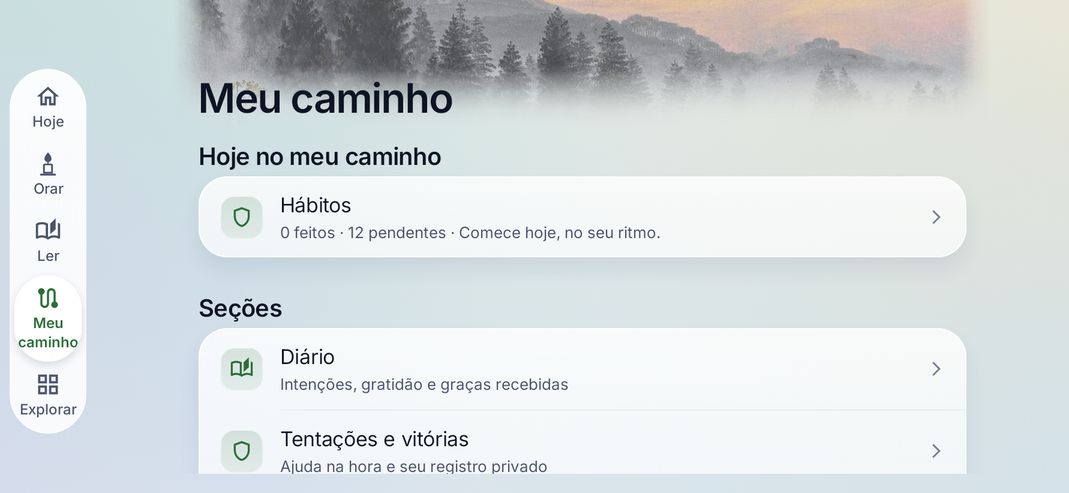 Meu caminho
Hoje no meu caminho
Hábitos
0 feitos · 12 pendentes · Comece hoje, no seu ritmo.
Seções
Diário
Intenções, gratidão e graças recebidas
Tentações e vitórias
Ajuda na hora e seu registro privado
Hoje
Orar
Ler
Meu
caminho
Explorar